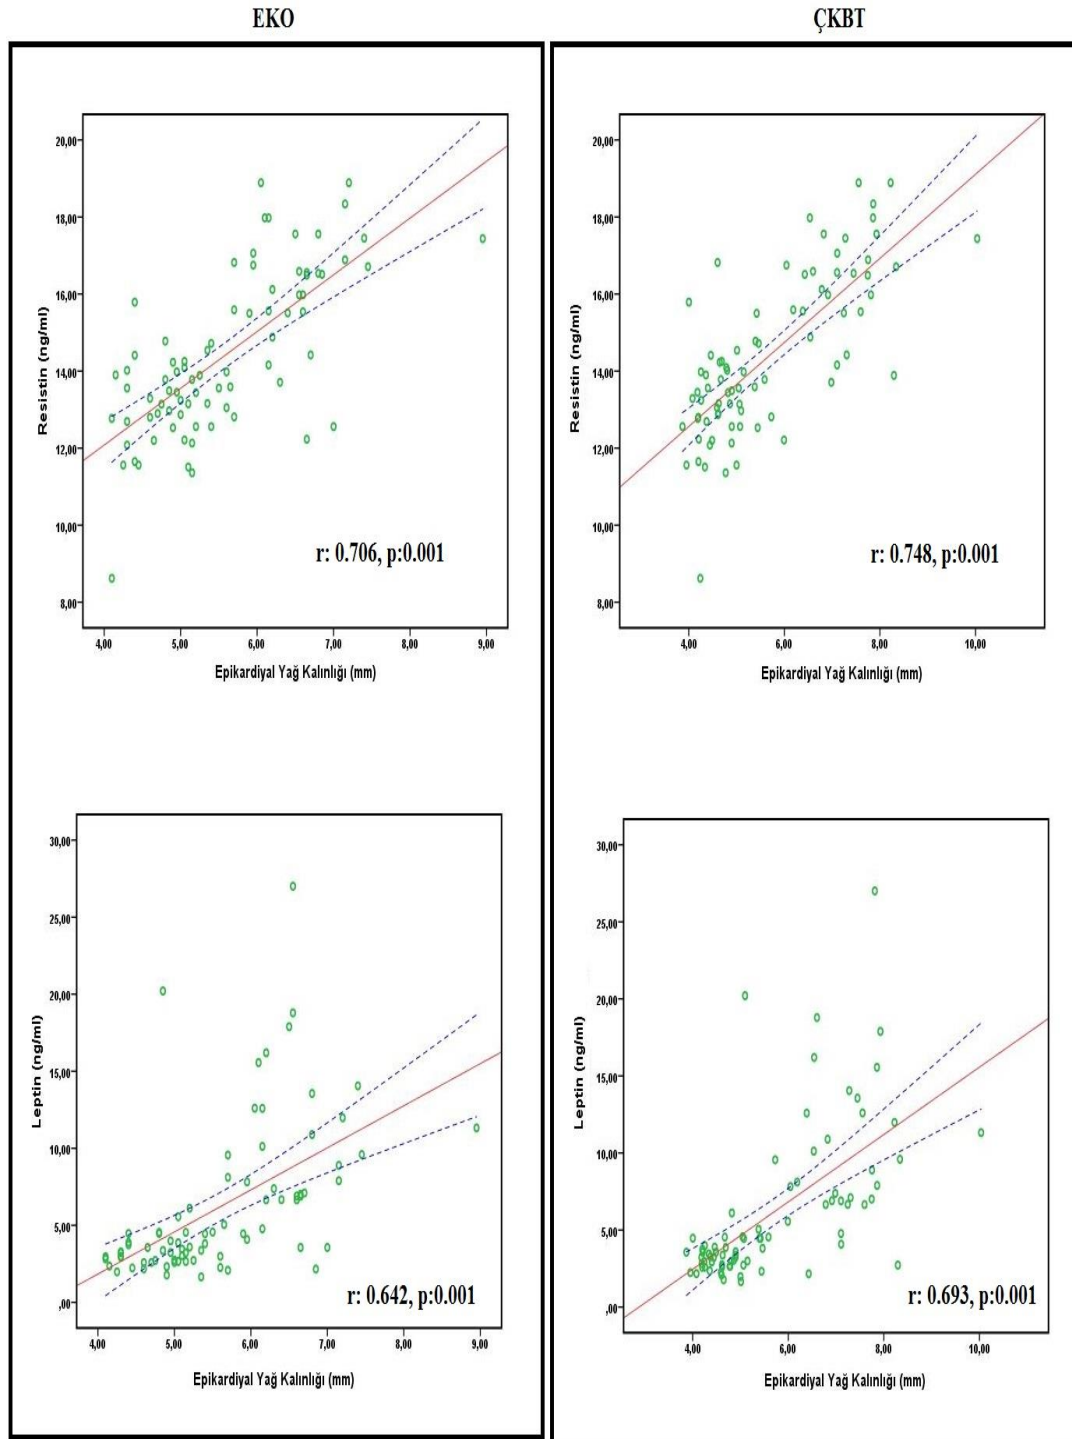 EKO
ÇKBT
Resistin (ng/ml)
20,00
18,00
16,00
14,00
12,00
10,00
8,00
r: 0.706, p:0.001
4,00 5,00 6,00 7,00 8,00 9,00
Epikardiyal Yağ Kalınlığı (mm)
Resistin (ng/ml)
20,00
18,00
16,00
14,00
12,00
10,00
8,00
r: 0.748, p:0.001
4,00 6,00 8,00 10,00
Epikardiyal Yağ Kalınlığı (mm)
Leptin (ng/ml)
30,00
25,00
20,00
15,00
10,00
5,00
,00
r: 0.642, p:0.001
4,00 5,00 6,00 7,00 8,00 9,00
Epikardiyal Yağ Kalınlığı (mm)
Leptin (ng/ml)
30,00
25,00
20,00
15,00
10,00
5,00
,00
r: 0.693, p:0.001
4,00 6,00 8,00 10,00
Epikardiyal Yağ Kalınlığı (mm)